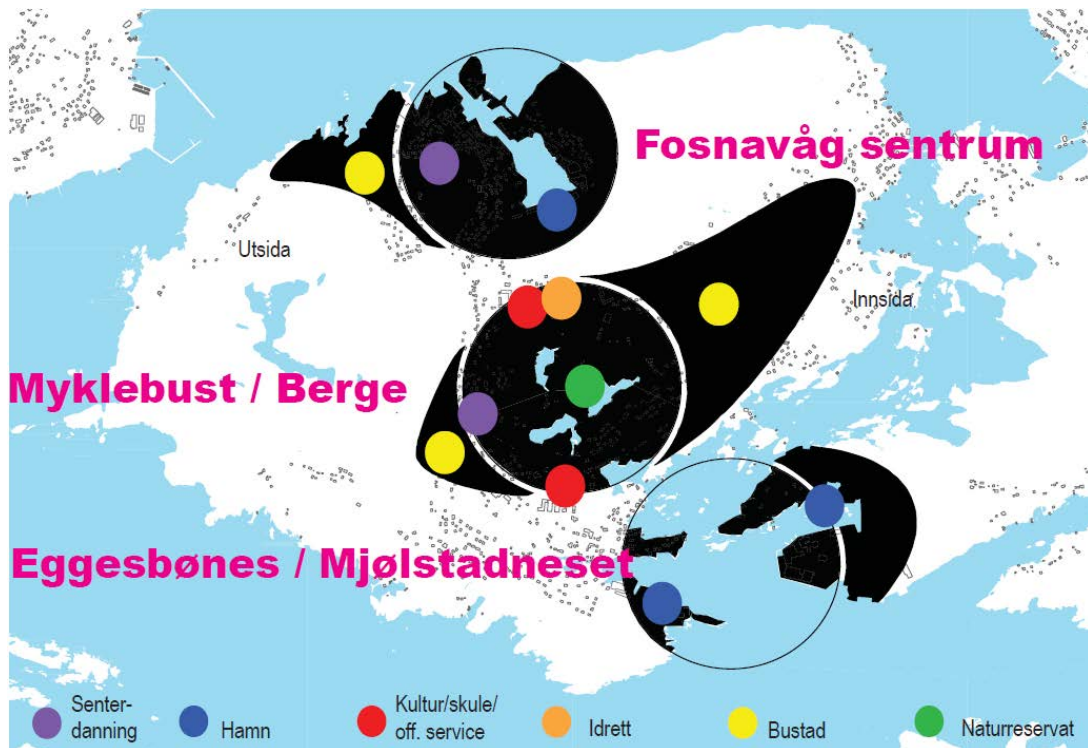 Fosnavåg sentrum
Utsida
Innsida
Myklebust / Berge
Eggesbønes / Mjølstadneset
Senter-
danning
Hamn
Kultur/skule/
off. service
Idrett
Bustad
Naturreservat